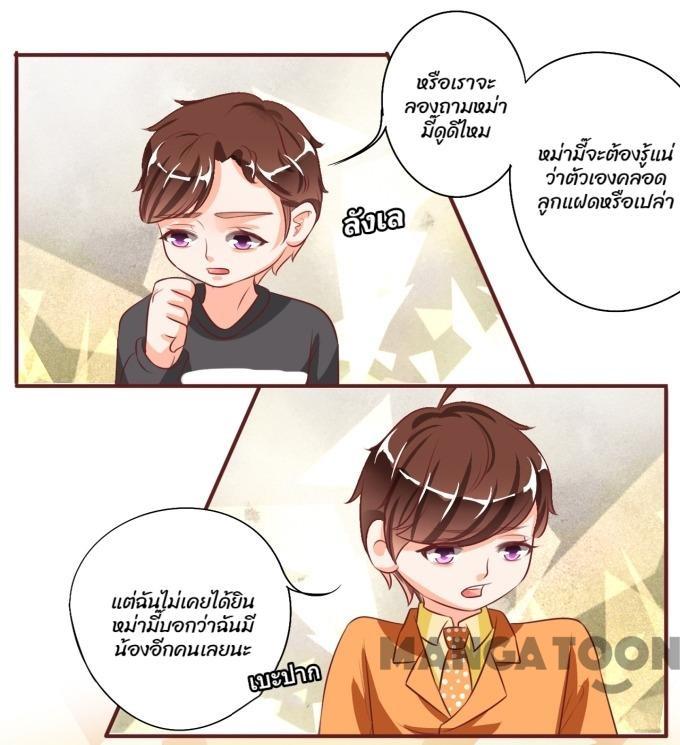 หรือเราจะ
ลองถามหม่า
มี๊ดูดีไหม
หม่ามี๊จะต้องรู้แน่
ว่าตัวเองคลอด
ลูกแฝดหรือเปล่า
ลังเล
แต่ฉันไม่เคยได้ยิน
หม่ามี๊บอกว่าฉันมี
น้องอีกคนเลยนะ
เบะปาก
MANGATOON